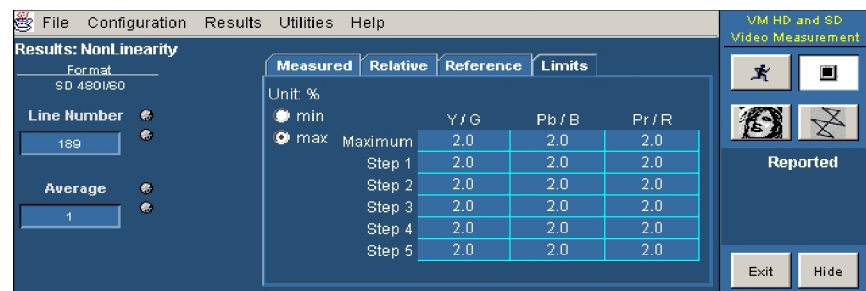 File Configuration Results Utilities Help
Results: NonLinearity
Format
SD 480I/60
Line Number
189
Average
1
Measured Relative Reference Limits
Unit: %
min
max
Y / G Pb / B Pr / R
Maximum 2.0 2.0 2.0
Step 1 2.0 2.0 2.0
Step 2 2.0 2.0 2.0
Step 3 2.0 2.0 2.0
Step 4 2.0 2.0 2.0
Step 5 2.0 2.0 2.0
VM HD and SD
Video Measurement
Reported
Exit Hide